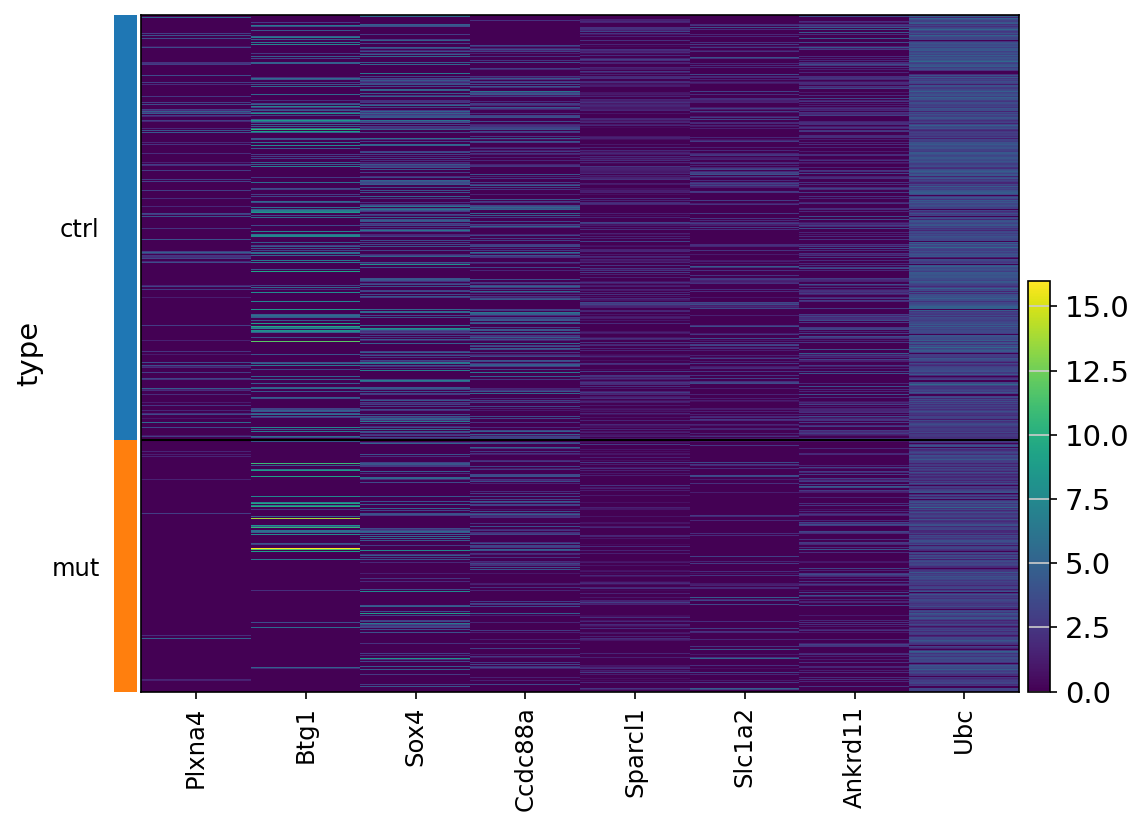 ctrl
mut
type
Plxna4
Btg1
Sox4
Ccdc88a
Sparcl1
Slc1a2
Ankrd11
Ubc
15.0
12.5
10.0
7.5
5.0
2.5
0.0